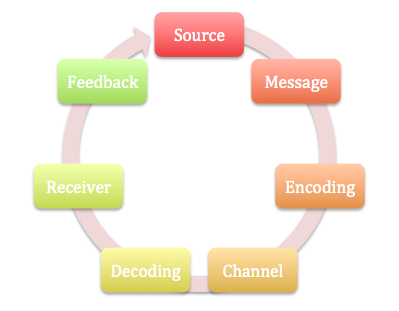 Source
Message
Encoding
Channel
Decoding
Receiver
Feedback